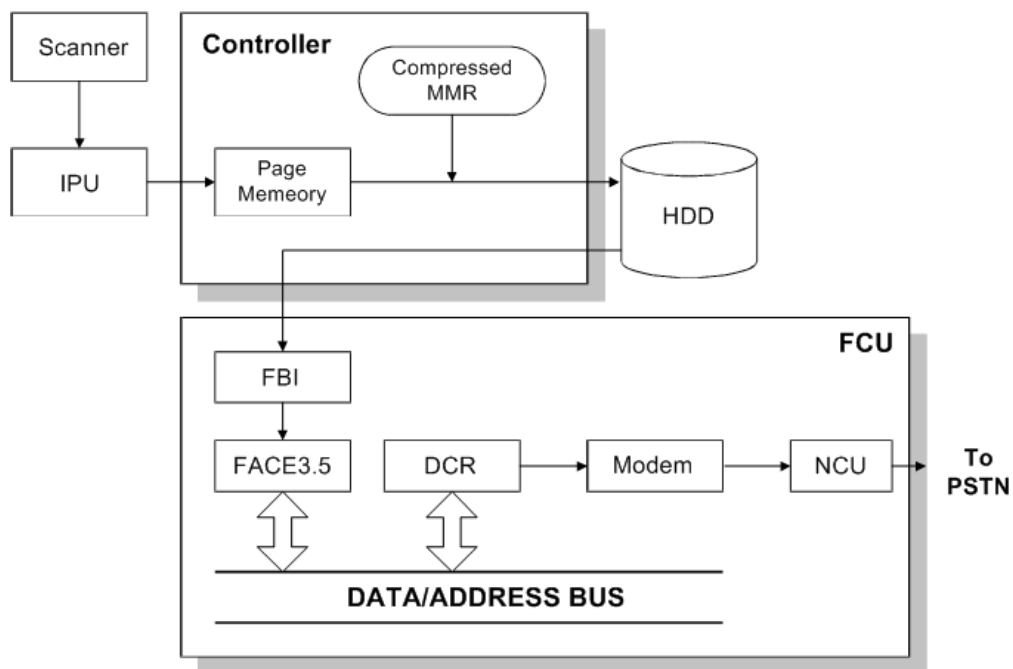 Scanner
Controller
Compressed
MMR
IPU
Page
Memeory
HDD
FCU
FBI
FACE3.5
DCR
Modem
NCU
To
PSTN
DATA/ADDRESS BUS